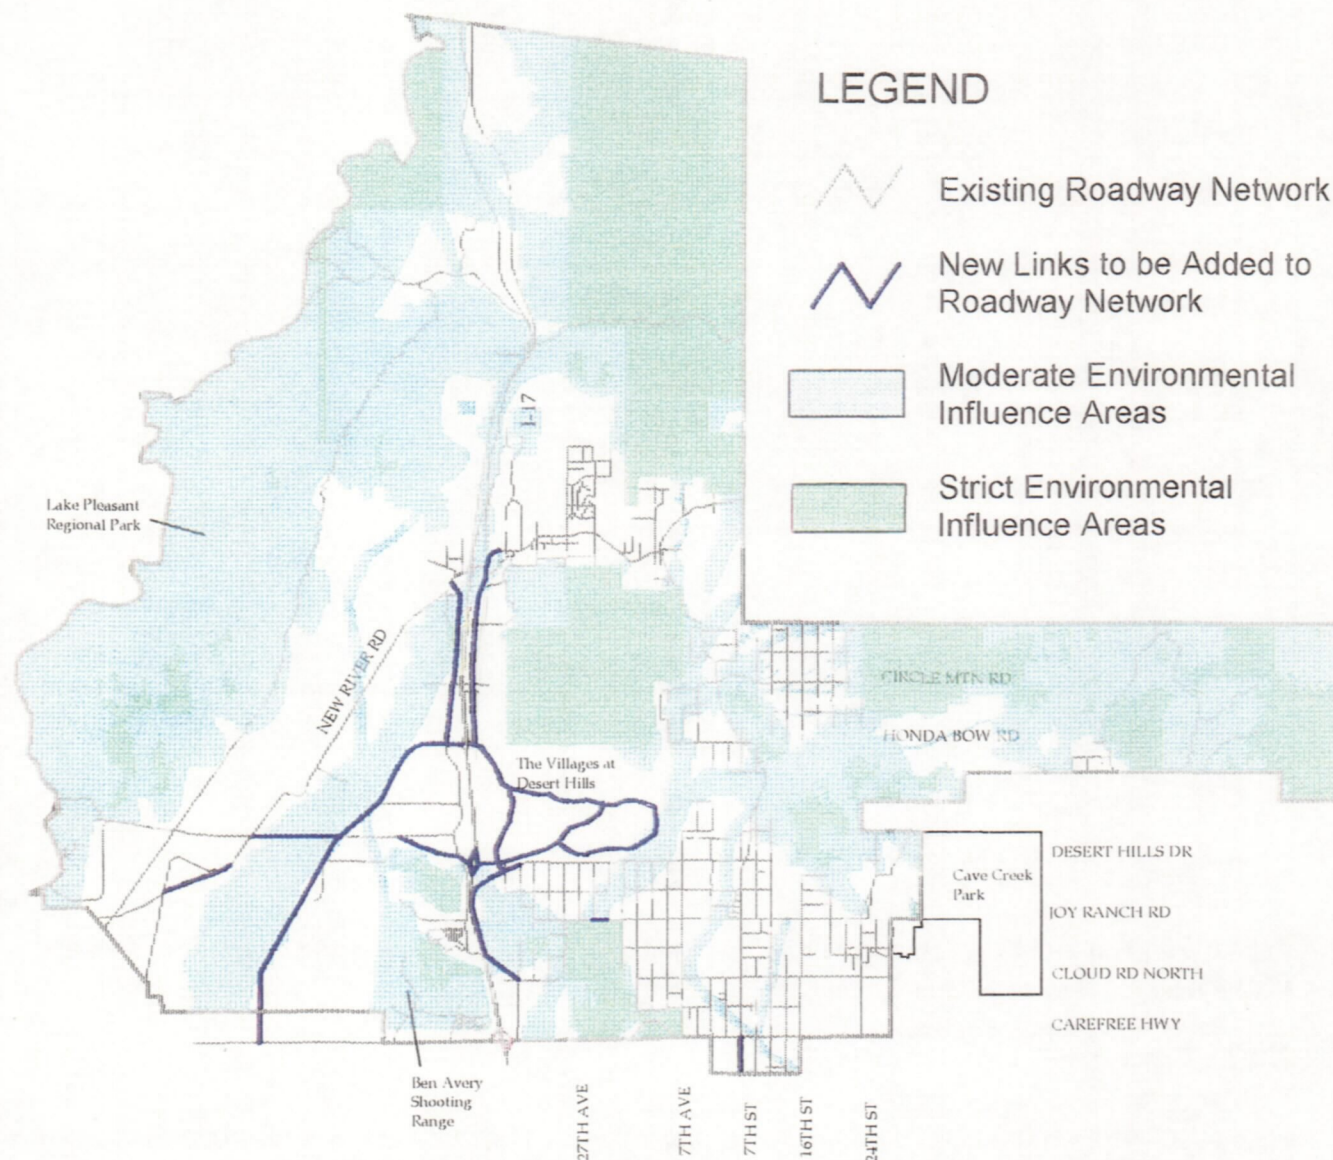 LEGEND
Existing Roadway Network
New Links to be Added to
Roadway Network
Moderate Environmental
Influence Areas
Strict Environmental
Influence Areas
I-17
Lake Pleasant
Regional Park
NEW RIVER RD
CIRCLE MTN RD
HONDA BOW RD
The Villages at
Desert Hills
DESERT HILLS DR
Cave Creek
Park
JOY RANCH RD
CLOUD RD NORTH
CAREFREE HWY
Ben Avery
Shooting
Range
27TH AVE
7TH AVE
7TH ST
16TH ST
24TH ST